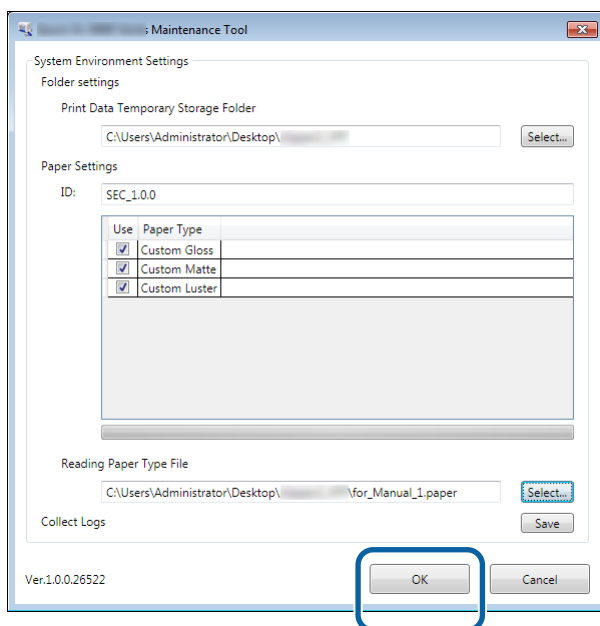 Maintenance Tool
System Environment Settings
Folder settings
Print Data Temporary Storage Folder
C:\Users\Administrator\Desktop\
Select...
Paper Settings
ID: SEC_1.0.0
Use Paper Type
Custom Gloss
Custom Matte
Custom Luster
Reading Paper Type File
C:\Users\Administrator\Desktop\ \for_Manual_1.paper
Select...
Collect Logs
Save
Ver.1.0.0.26522
OK
Cancel